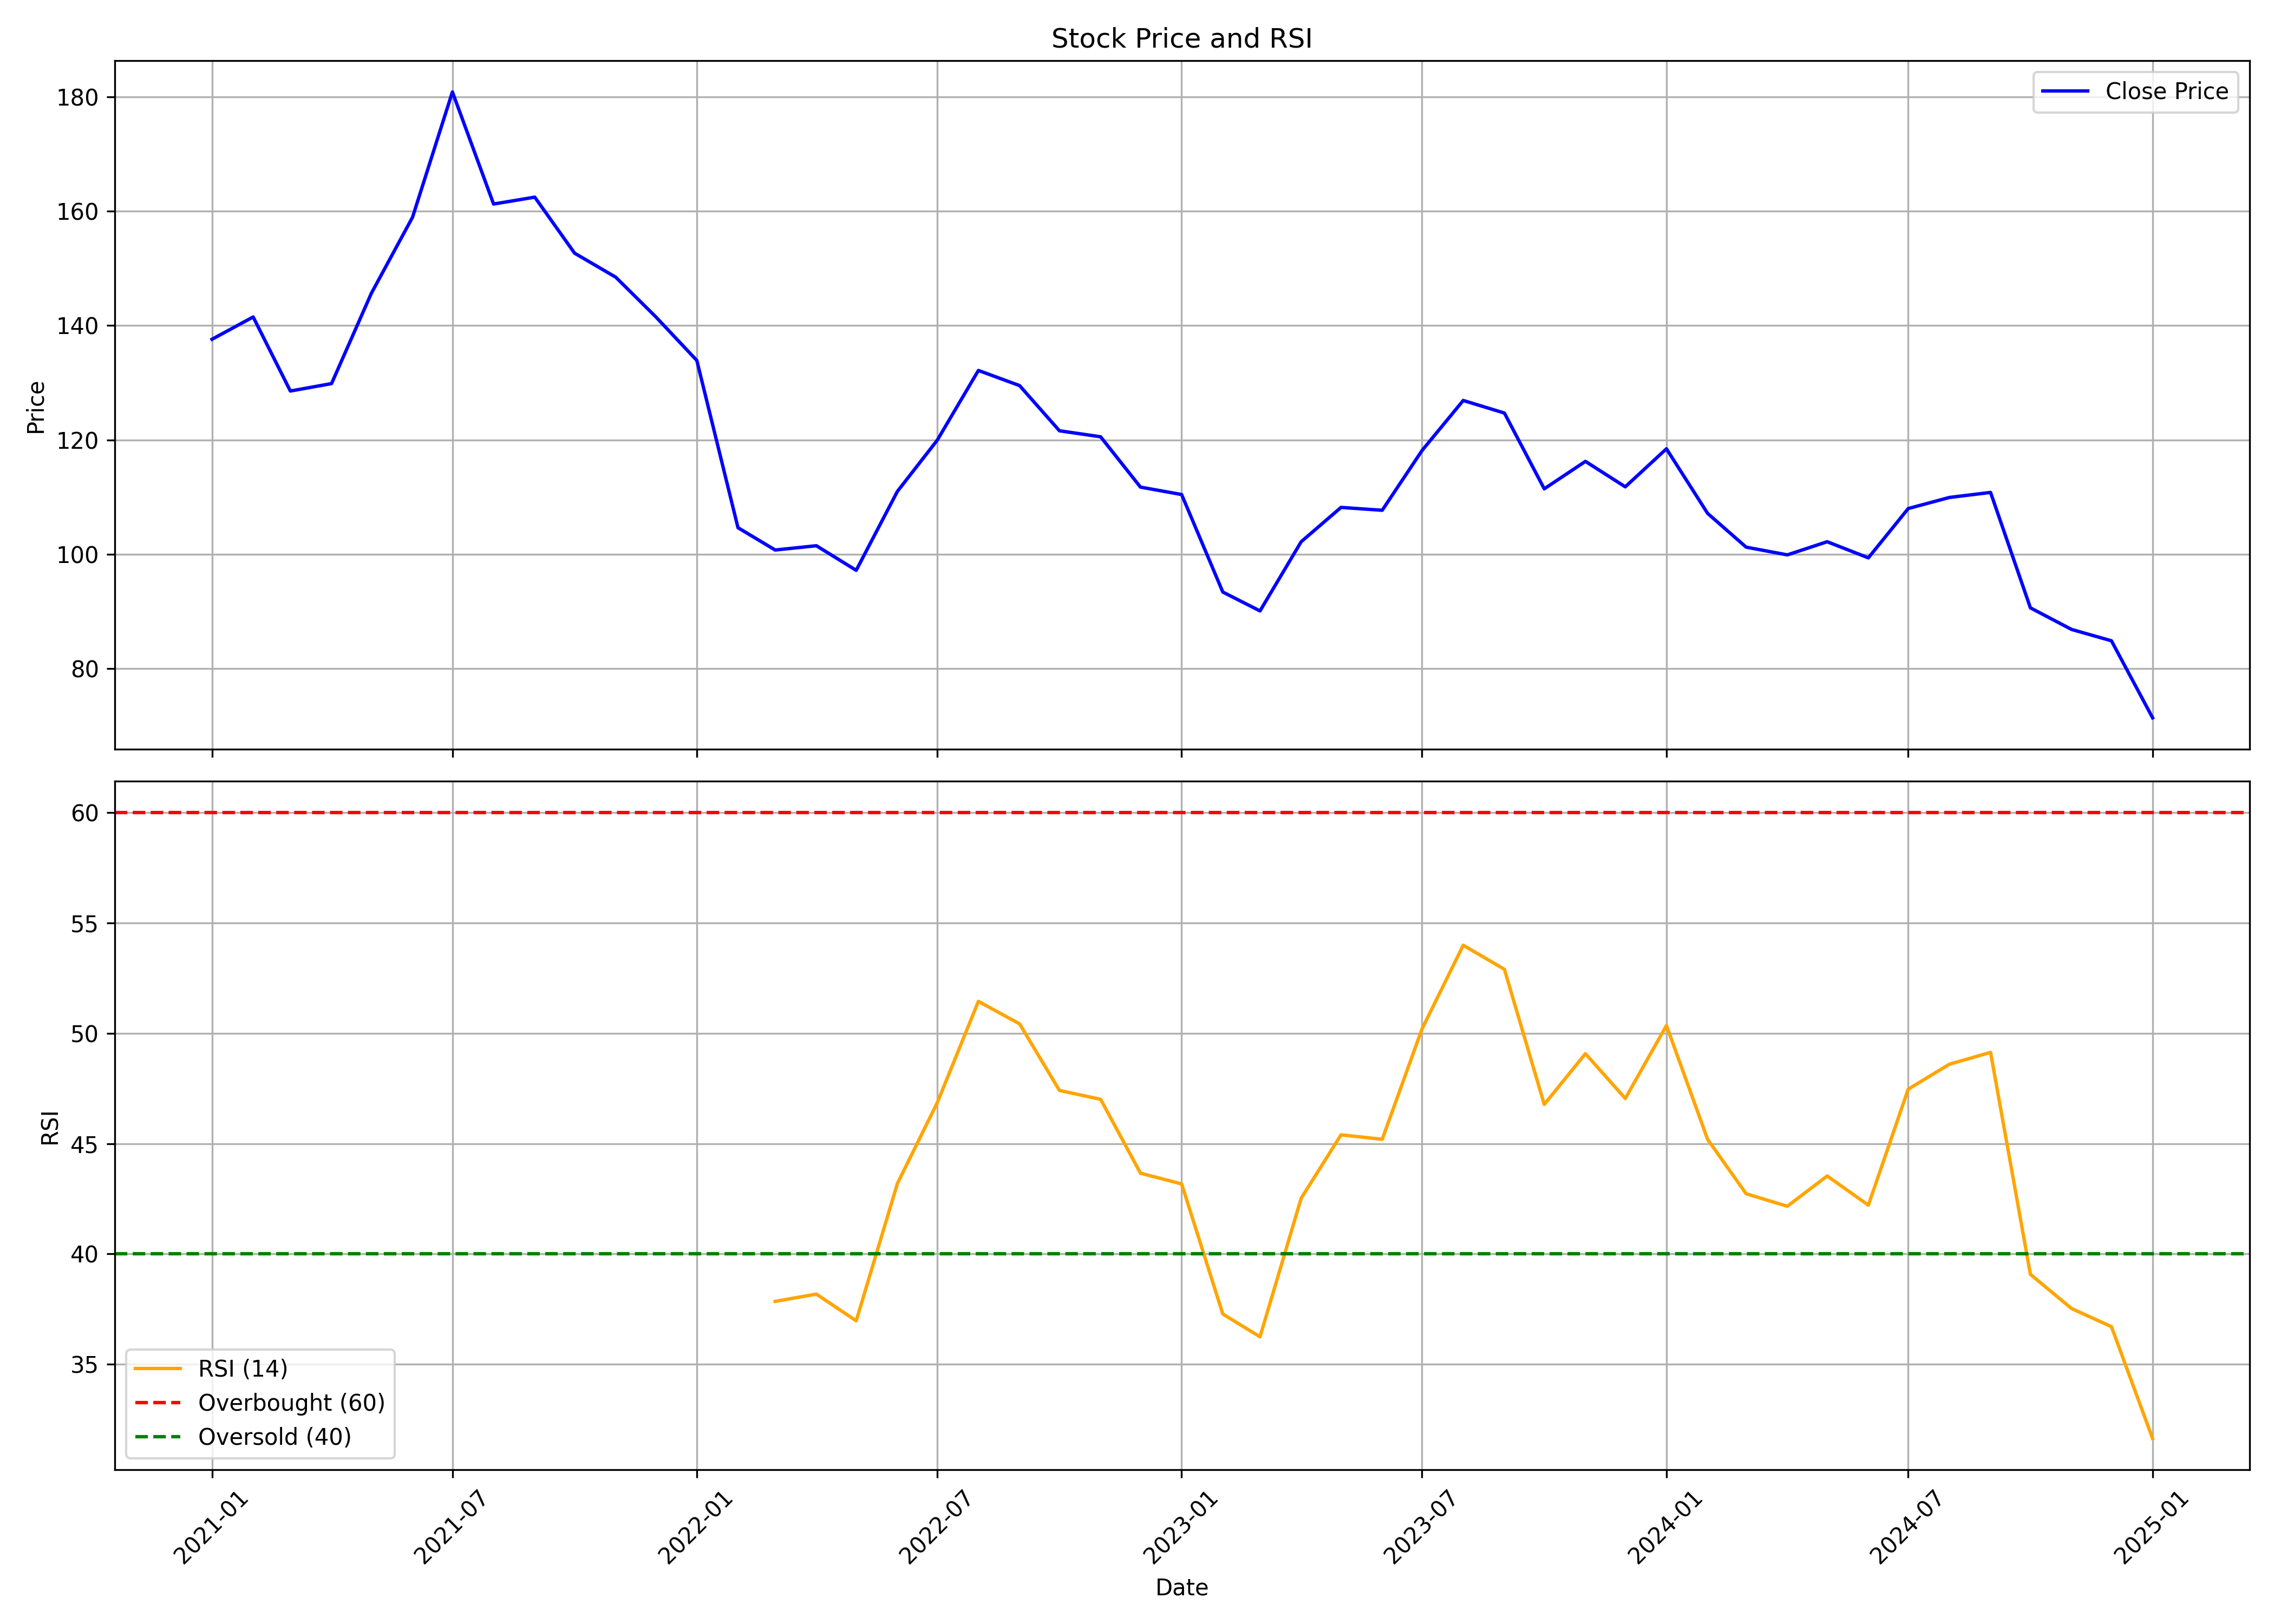 Stock Price and RSI
Close Price
Price
180
160
140
120
100
80
RSI
60
55
50
45
40
35
RSI (14)
Overbought (60)
Oversold (40)
2021-01
2021-07
2022-01
2022-07
2023-01
2023-07
2024-01
2024-07
2025-01
Date